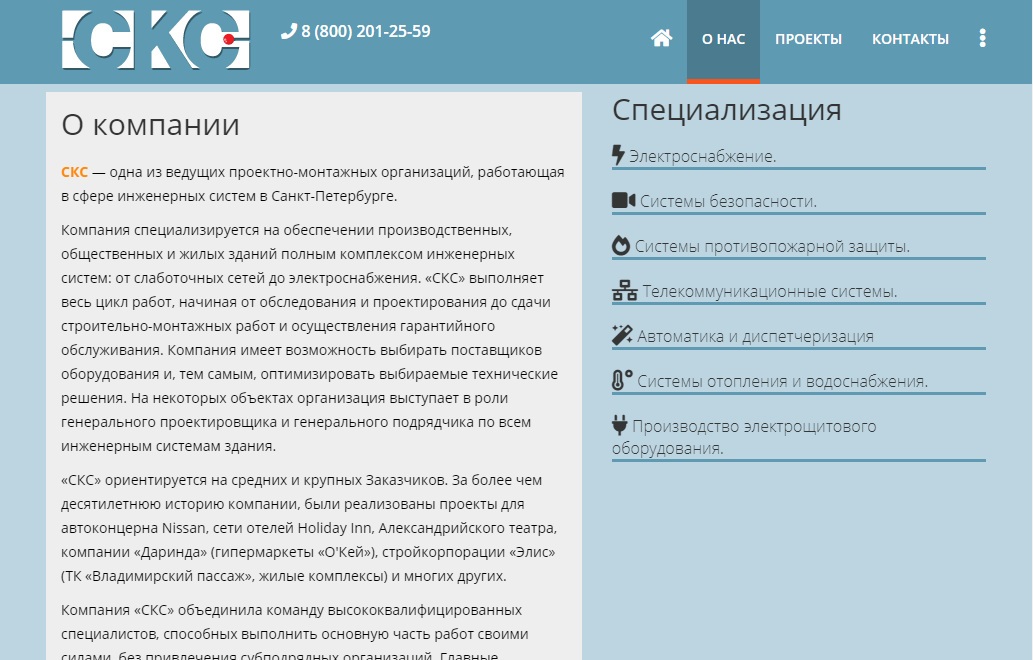 СКС
8 (800) 201-25-59
О НАС
ПРОЕКТЫ
КОНТАКТЫ
О компании
СКС — одна из ведущих проектно-монтажных организаций, работающая
в сфере инженерных систем в Санкт-Петербурге.
Компания специализируется на обеспечении производственных,
общественных и жилых зданий полным комплексом инженерных
систем: от слаботочных сетей до электроснабжения. «СКС» выполняет
весь цикл работ, начиная от обследования и проектирования до сдачи
строительно-монтажных работ и осуществления гарантийного
обслуживания. Компания имеет возможность выбирать поставщиков
оборудования и, тем самым, оптимизировать выбираемые технические
решения. На некоторых объектах организация выступает в роли
генерального проектировщика и генерального подрядчика по всем
инженерным системам здания.
«СКС» ориентируется на средних и крупных Заказчиков. За более чем
десятилетнюю историю компании, были реализованы проекты для
автоконцерна Nissan, сети отелей Holiday Inn, Александрийского театра,
компании «Даринда» (гипермаркеты «О'Кей»), стройкорпорации «Элис»
(ТК «Владимирский пассаж», жилые комплексы) и многих других.
Компания «СКС» объединила команду высококвалифицированных
специалистов, способных выполнить основную часть работ своими
силами, без привлечения субподрядных организаций. Главные
Специализация
Электроснабжение.
Системы безопасности.
Системы противопожарной защиты.
Телекоммуникационные системы.
Автоматика и диспетчеризация
Системы отопления и водоснабжения.
Производство электрощитового
оборудования.